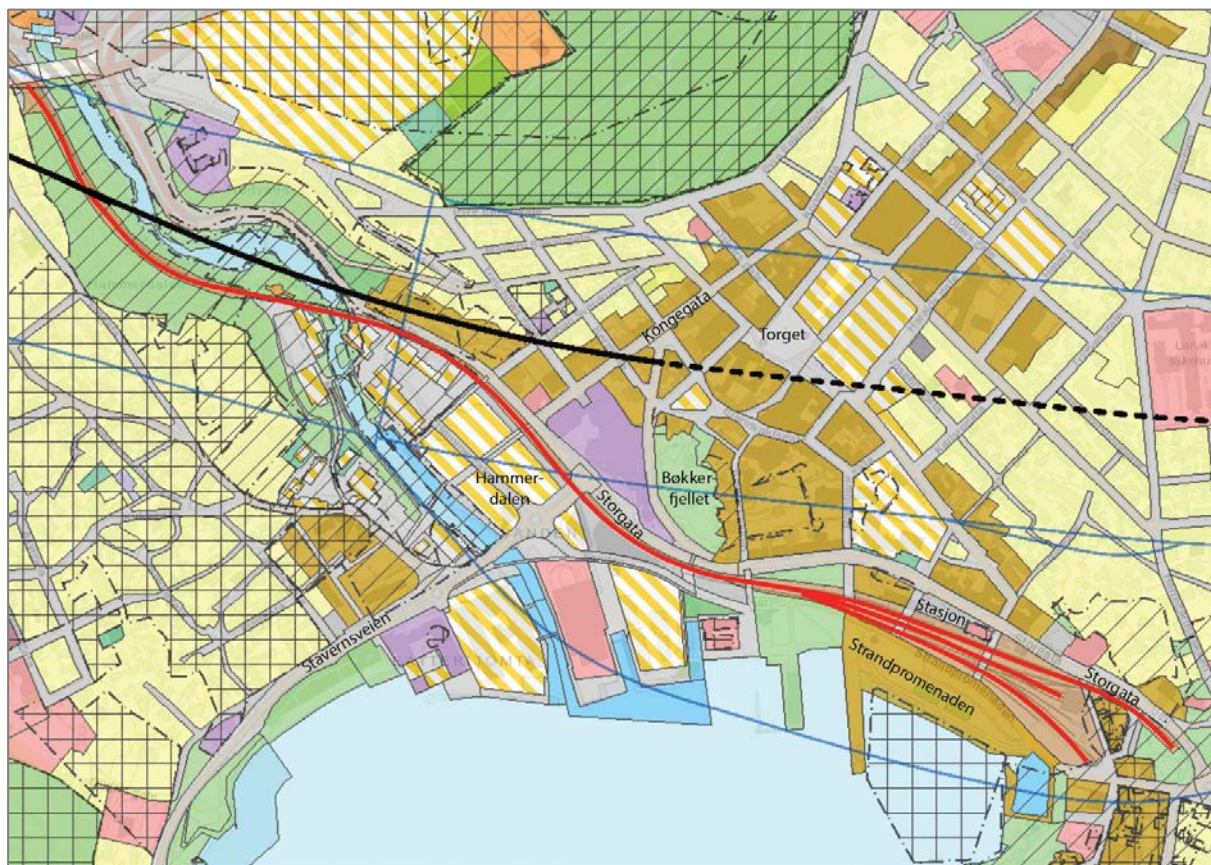 Kongegata
Torget
Hammer-
dalen
Storgata
Bøkker-
fjellet
Stavernsveien
Stasjon
Strandpromenaden
Storgata